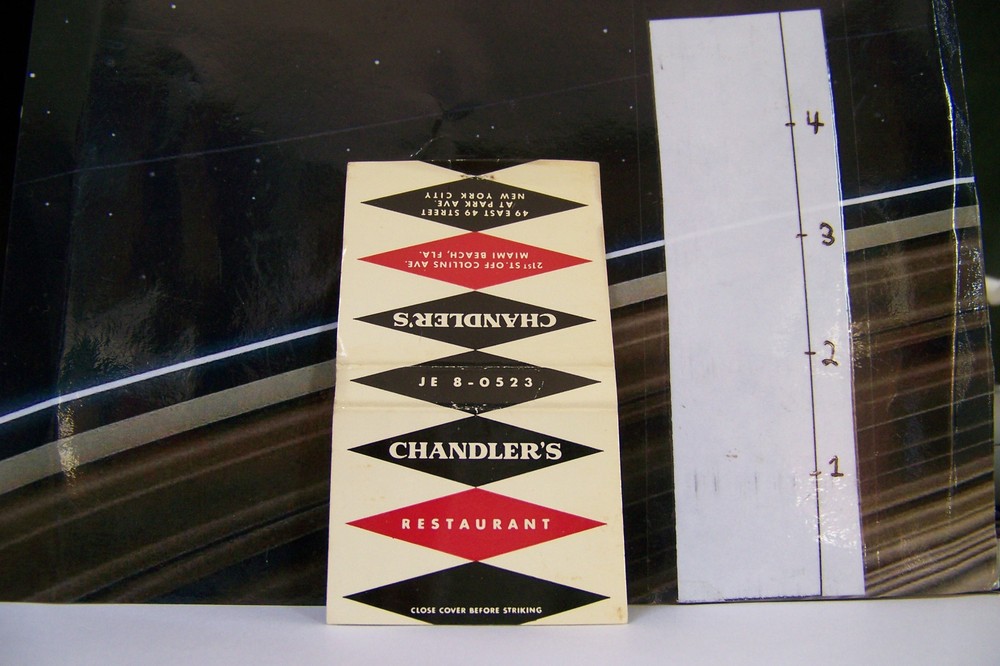 49 EAST 49 STREET
AT PARK AVE.
NEW YORK CITY
21ST ST. OFF COLLINS AVE.
MIAMI BEACH, FLA.
CHANDLER'S
JE 8-0523
CHANDLER'S
RESTAURANT
CLOSE COVER BEFORE STRIKING
4
3
2
1